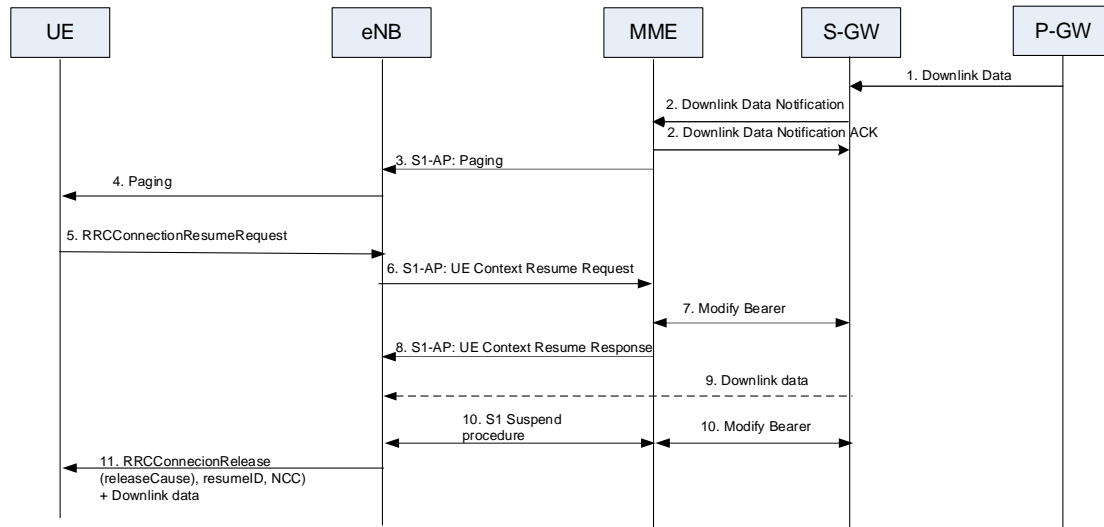 UE
eNB
MME
S-GW
P-GW
1. Downlink Data
2. Downlink Data Notification
2. Downlink Data Notification ACK
3. S1-AP: Paging
4. Paging
5. RRCConnectionResumeRequest
6. S1-AP: UE Context Resume Request
7. Modify Bearer
8. S1-AP: UE Context Resume Response
9. Downlink data
10. S1 Suspend
procedure
10. Modify Bearer
11. RRCConnecionRelease
(releaseCause), resumeID, NCC)
+ Downlink data